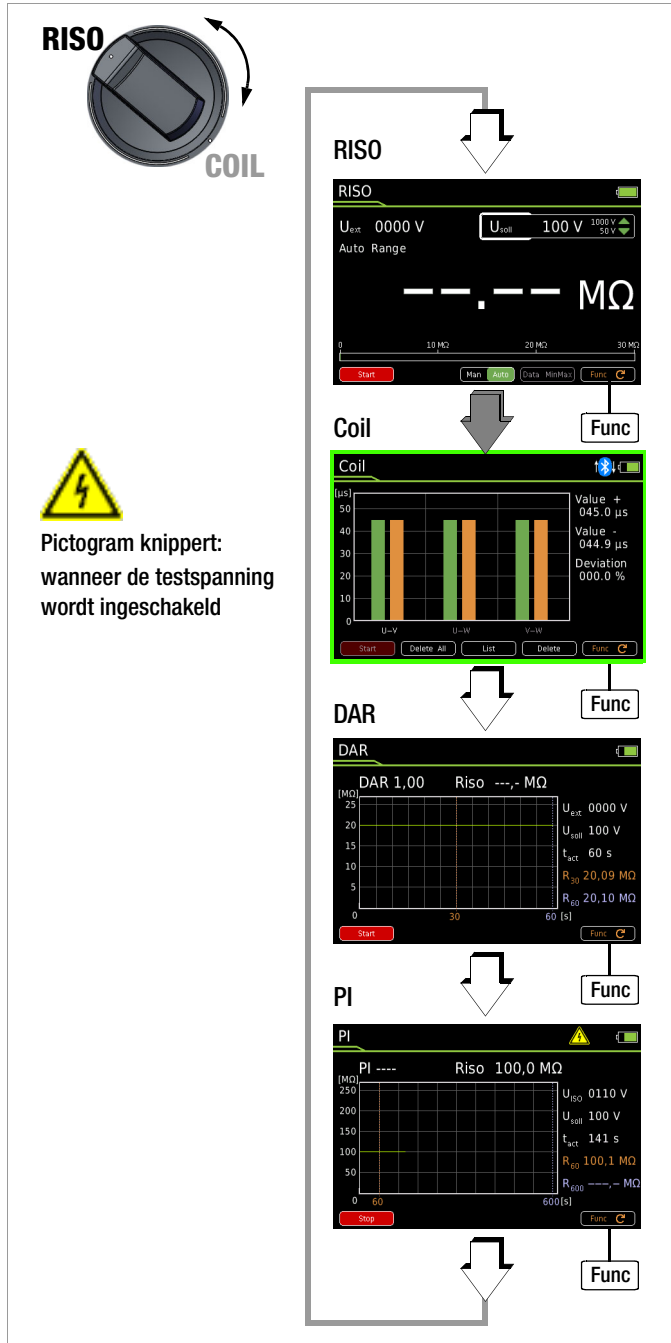 RISO
COIL
RISO
RISO
Uext 0000 V
Usoll 100 V 1000 V
50 V
Auto Range
––.–– MΩ
0 10 MΩ 20 MΩ 30 MΩ
Start Man Auto Data MinMax Func
Func
Coil
Coil
[µs]
50
40
30
20
10
0
Value +
045.0 µs
Value -
044.9 µs
Deviation
000.0 %
U–V U–W V–W
Start Delete All List Delete Func
Func
Pictogram knippert:
wanneer de testspanning
wordt ingeschakeld
DAR
DAR
DAR 1,00 Riso ---,- MΩ
[MΩ]
25
20
15
10
5
0 30 60 [s]
Uext 0000 V
Usoll 100 V
tact 60 s
R30 20,09 MΩ
R60 20,10 MΩ
Start Func
Func
PI
PI
PI ---- Riso 100,0 MΩ
[MΩ]
250
200
150
100
50
0 60 600 [s]
UISO 0110 V
Usoll 100 V
tact 141 s
R60 100,1 MΩ
R600 –––,– MΩ
Stop Func
Func